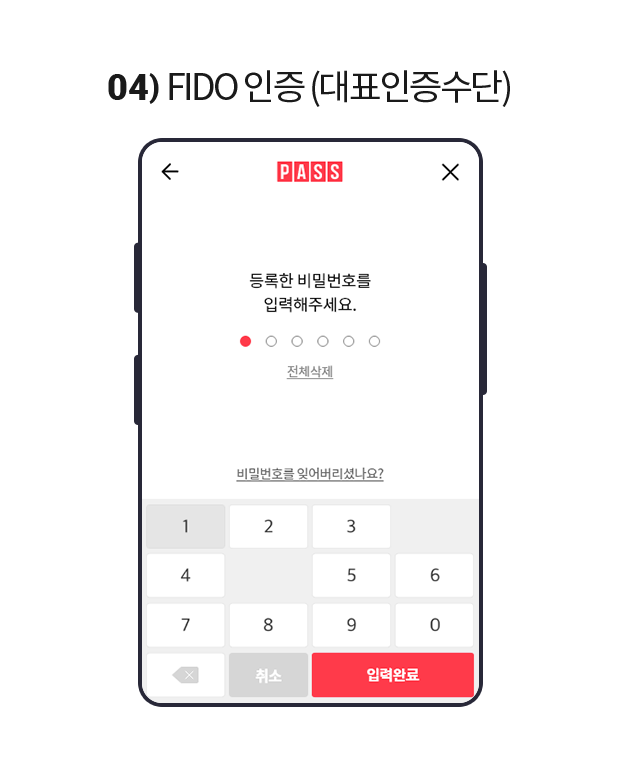 04) FIDO 인증 (대표인증수단)
PASS
등록한 비밀번호를
입력해주세요.
전체삭제
비밀번호를 잊어버리셨나요?
1 2 3
4 5 6
7 8 9 0
취소 입력완료